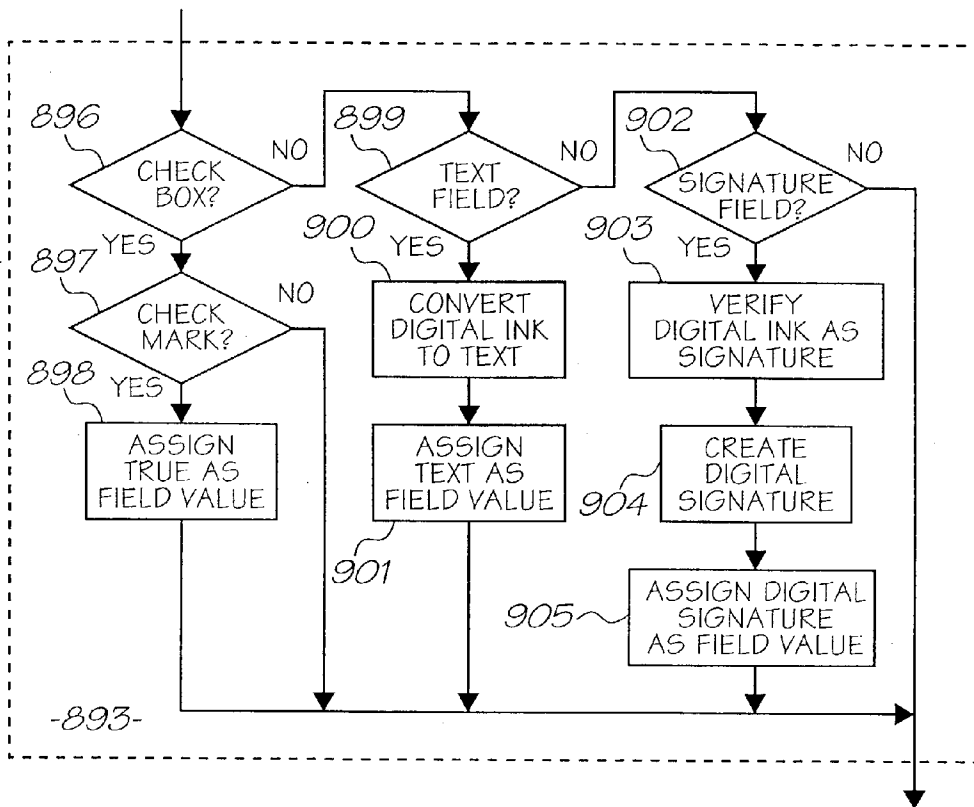 896
CHECK
BOX?
NO
YES
897
CHECK
MARK?
NO
YES
898
ASSIGN
TRUE AS
FIELD VALUE
899
TEXT
FIELD?
NO
YES
900
CONVERT
DIGITAL INK
TO TEXT
ASSIGN
TEXT AS
FIELD VALUE
901
902
SIGNATURE
FIELD?
NO
YES
903
VERIFY
DIGITAL INK AS
SIGNATURE
CREATE
DIGITAL
SIGNATURE
904
ASSIGN DIGITAL
SIGNATURE
AS FIELD VALUE
905
-893-